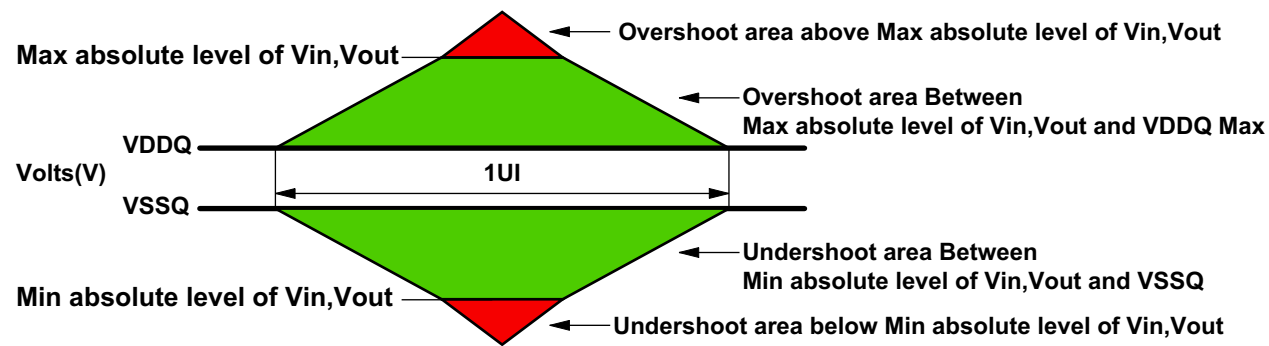 Overshoot area above Max absolute level of Vin,Vout
Max absolute level of Vin,Vout
Overshoot area Between
Max absolute level of Vin,Vout and VDDQ Max
VDDQ
Volts(V)
1UI
VSSQ
Undershoot area Between
Min absolute level of Vin,Vout and VSSQ
Min absolute level of Vin,Vout
Undershoot area below Min absolute level of Vin,Vout